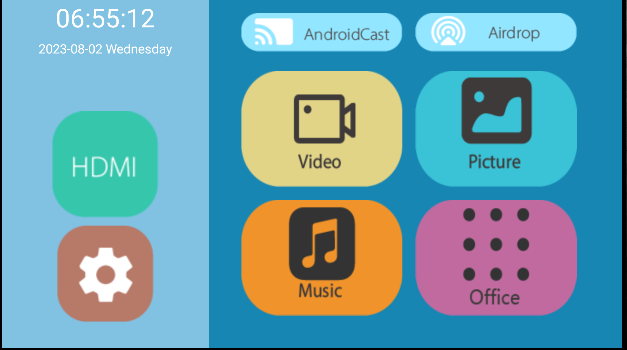 06:55:12
2023-08-02 Wednesday
HDMI
AndroidCast
Airdrop
Video
Picture
Music
Office